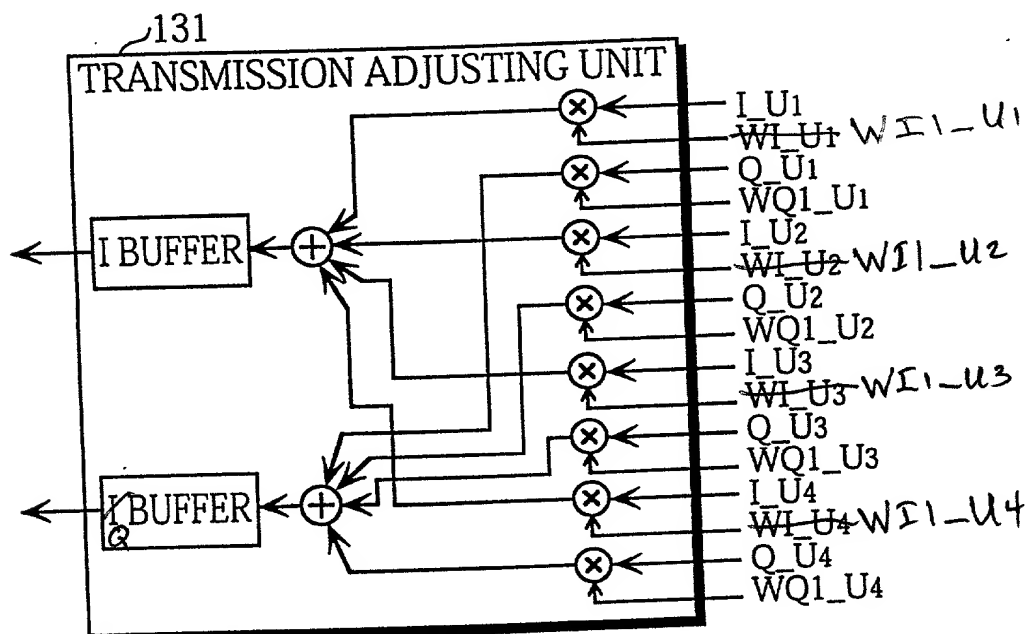 131
TRANSMISSION ADJUSTING UNIT
I_U1
WI_U1 WI1_U1
Q_U1
WQ1_U1
I_U2
WI_U2 WI1_U2
I BUFFER
Q_U2
WQ1_U2
I_U3
WI_U3 WI1_U3
Q_U3
WQ1_U3
I_U4
I BUFFER
Q
WI_U4 WI1_U4
Q_U4
WQ1_U4